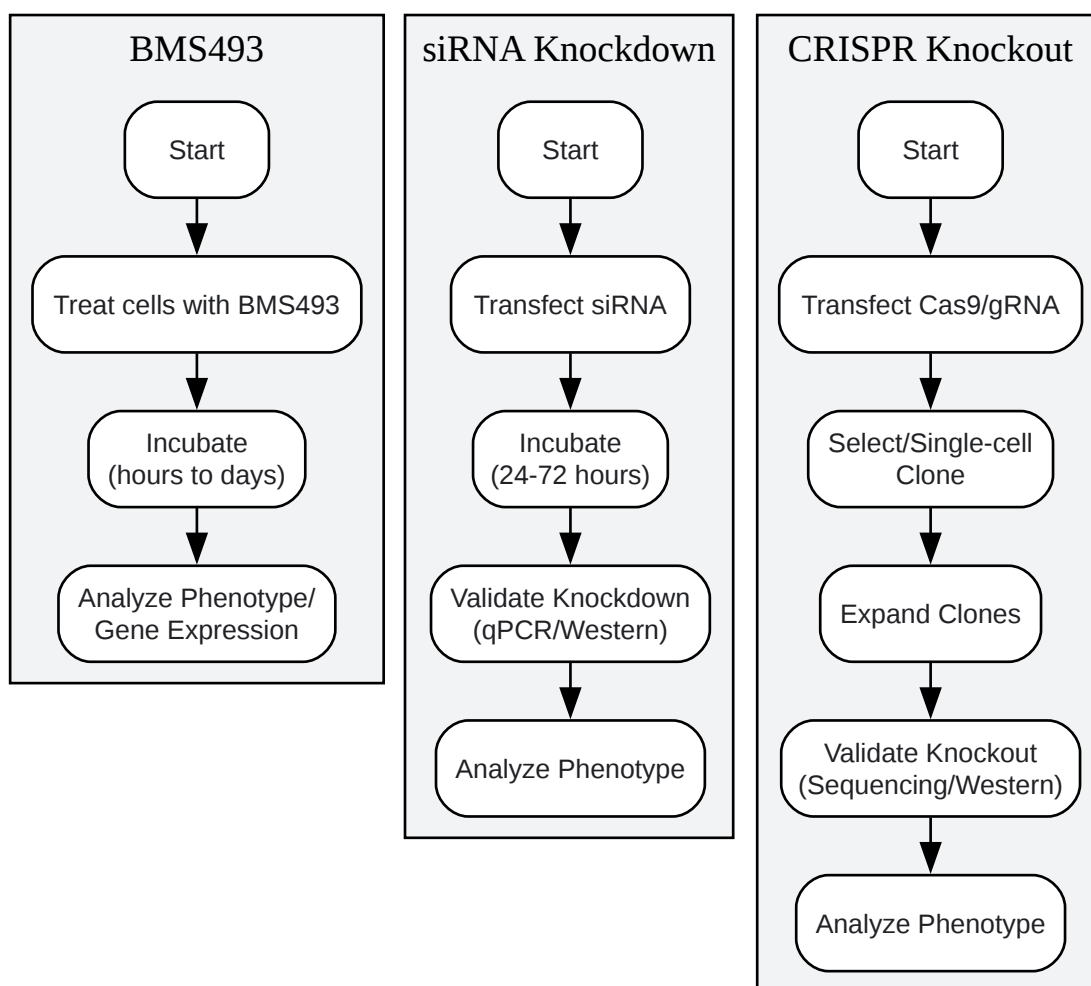 BMS493
Start
Treat cells with BMS493
Incubate
(hours to days)
Analyze Phenotype/
Gene Expression
siRNA Knockdown
Start
Transfect siRNA
Incubate
(24-72 hours)
Validate Knockdown
(qPCR/Western)
Analyze Phenotype
CRISPR Knockout
Start
Transfect Cas9/gRNA
Select/Single-cell
Clone
Expand Clones
Validate Knockout
(Sequencing/Western)
Analyze Phenotype